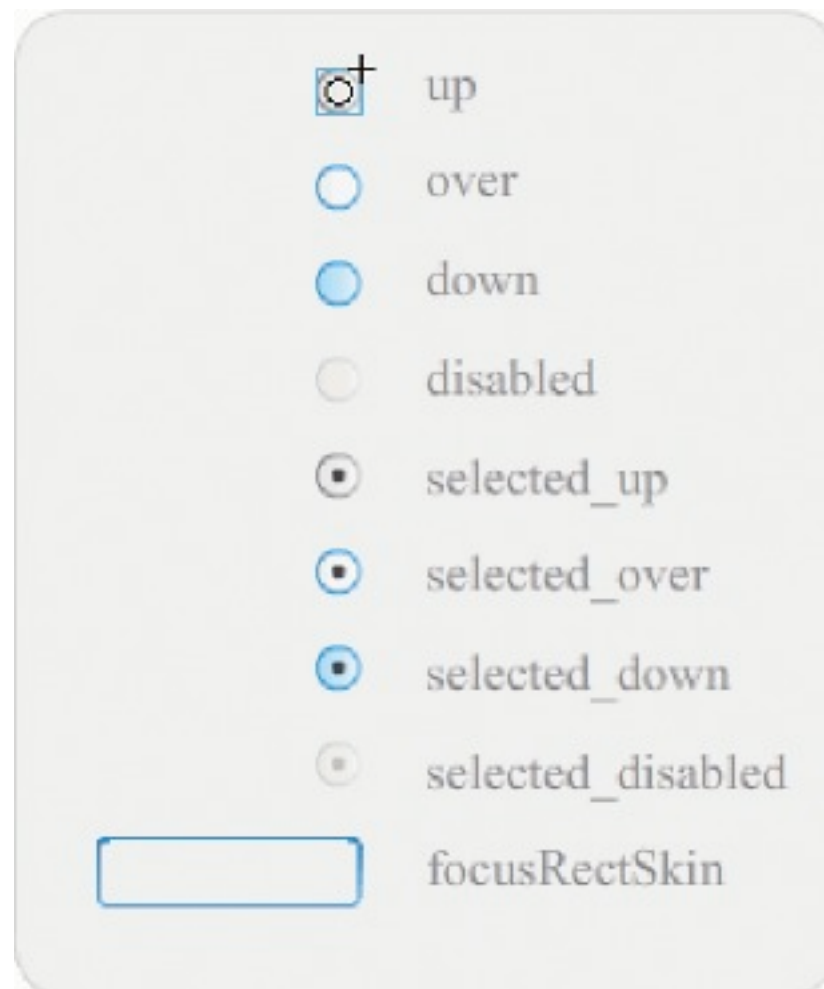 up
over
down
disabled
selected_up
selected_over
selected_down
selected_disabled
focusRectSkin